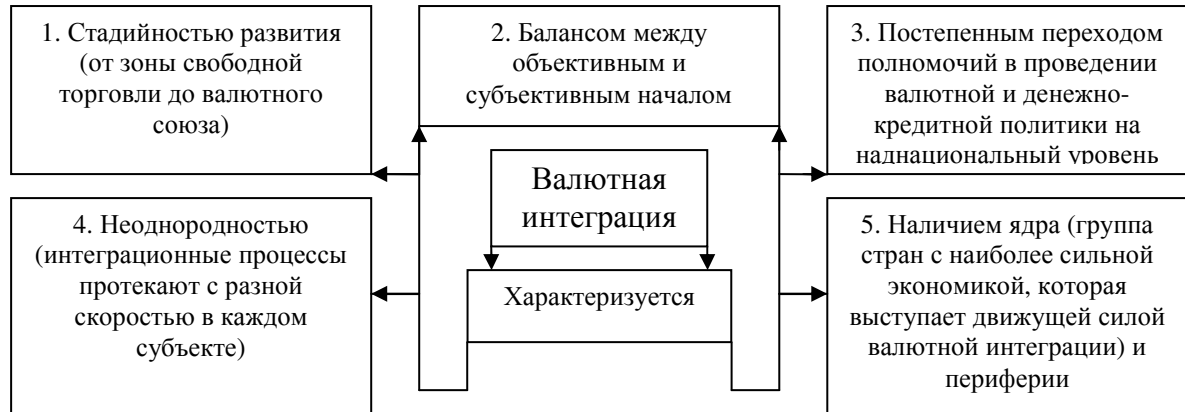 1. Стадийностью развития
(от зоны свободной
торговли до валютного
союза)
2. Балансом между
объективным и
субъективным началом
3. Постепенным переходом
полномочий в проведении
валютной и денежно-
кредитной политики на
наднациональный уровень
Валютная
интеграция
Характеризуется
4. Неоднородностью
(интеграционные процессы
протекают с разной
скоростью в каждом
субъекте)
5. Наличием ядра (группа
стран с наиболее сильной
экономикой, которая
выступает движущей силой
валютной интеграции) и
периферии